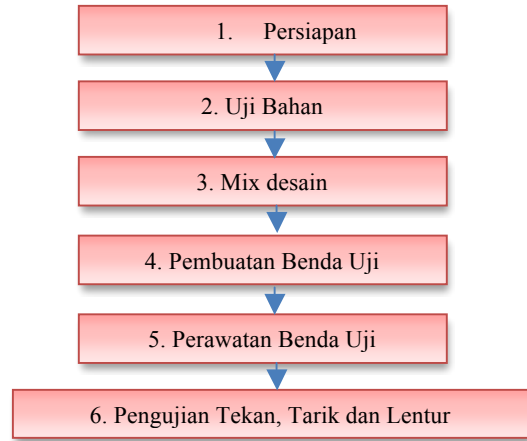 1. Persiapan
2. Uji Bahan
3. Mix desain
4. Pembuatan Benda Uji
5. Perawatan Benda Uji
6. Pengujian Tekan, Tarik dan Lentur